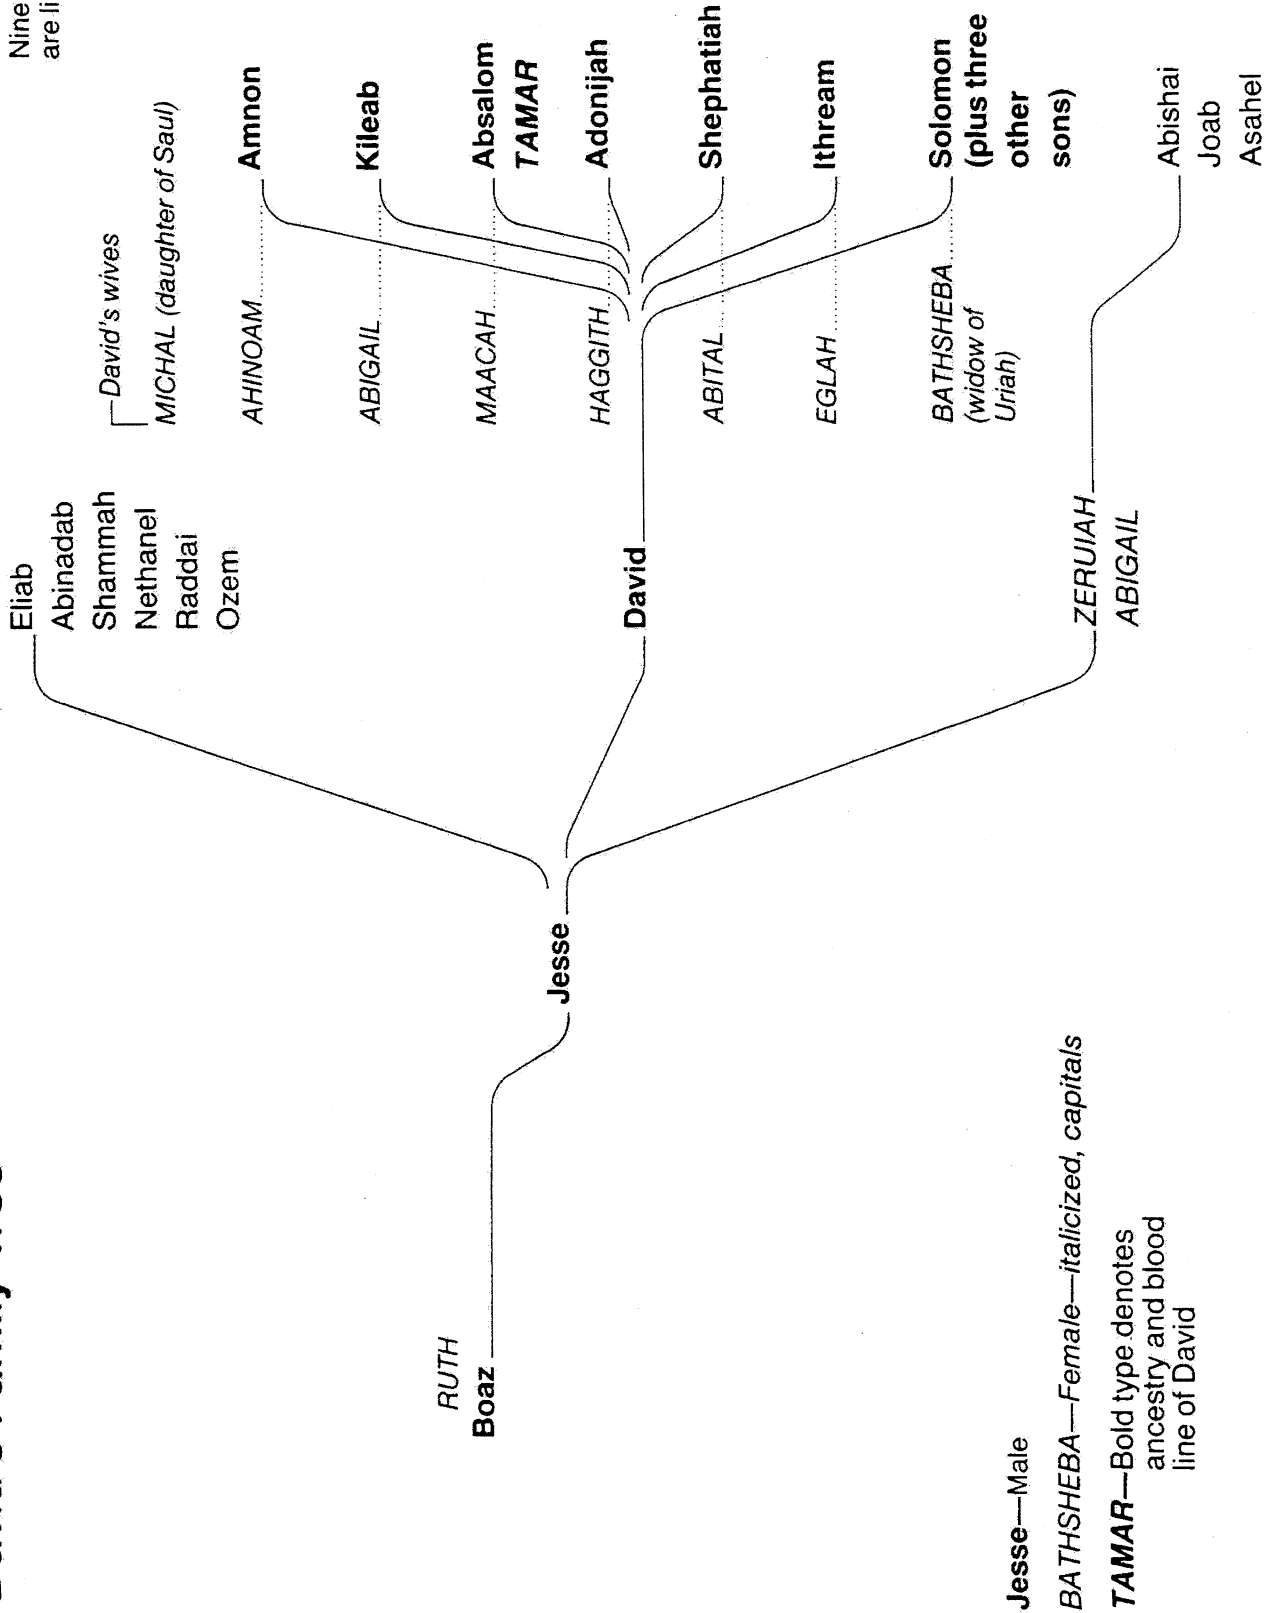 David's Family Tree
Nine
are li
David's wives
MICHAL (daughter of Saul)
Eliab
Abinadab
Shammah
Nethanel
Raddai
Ozem
AHINOAM
Amnon
ABIGAIL
Kileab
RUTH
Boaz
Jesse
David
MAACAH
Absalom
TAMAR
HAGGITH
Adonijah
ABITAL
Shephatiah
EGLAH
Ithream
BATHSHEBA
(widow of
Uriah)
Solomon
(plus three
other
sons)
ZERUIAH
ABIGAIL
Abishai
Joab
Asahel
Jesse—Male
BATHSHEBA—Female—italicized, capitals
TAMAR—Bold type denotes
ancestry and blood
line of David